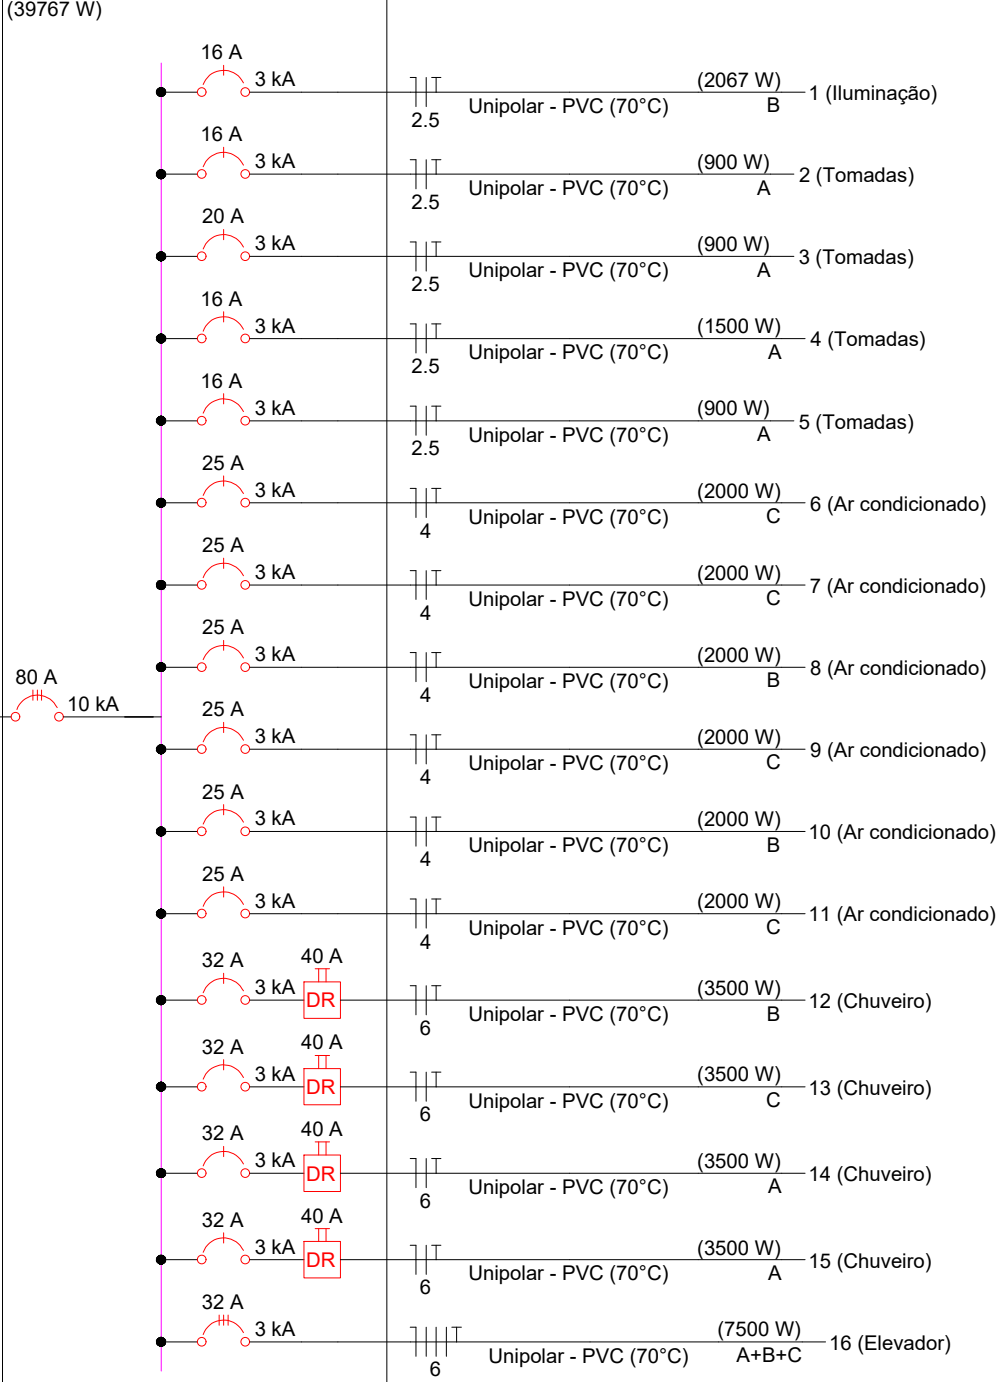 (39767 W)
16 A
3 kA
2.5
Unipolar - PVC (70°C)
(2067 W)
B
1 (Iluminação)
16 A
3 kA
2.5
Unipolar - PVC (70°C)
(900 W)
A
2 (Tomadas)
20 A
3 kA
2.5
Unipolar - PVC (70°C)
(900 W)
A
3 (Tomadas)
16 A
3 kA
2.5
Unipolar - PVC (70°C)
(1500 W)
A
4 (Tomadas)
16 A
3 kA
2.5
Unipolar - PVC (70°C)
(900 W)
A
5 (Tomadas)
25 A
3 kA
4
Unipolar - PVC (70°C)
(2000 W)
C
6 (Ar condicionado)
25 A
3 kA
4
Unipolar - PVC (70°C)
(2000 W)
C
7 (Ar condicionado)
25 A
3 kA
4
Unipolar - PVC (70°C)
(2000 W)
B
8 (Ar condicionado)
80 A
10 kA
25 A
3 kA
4
Unipolar - PVC (70°C)
(2000 W)
C
9 (Ar condicionado)
25 A
3 kA
4
Unipolar - PVC (70°C)
(2000 W)
B
10 (Ar condicionado)
25 A
3 kA
4
Unipolar - PVC (70°C)
(2000 W)
C
11 (Ar condicionado)
32 A
3 kA
40 A
DR
6
Unipolar - PVC (70°C)
(3500 W)
B
12 (Chuveiro)
32 A
3 kA
40 A
DR
6
Unipolar - PVC (70°C)
(3500 W)
C
13 (Chuveiro)
32 A
3 kA
40 A
DR
6
Unipolar - PVC (70°C)
(3500 W)
A
14 (Chuveiro)
32 A
3 kA
40 A
DR
6
Unipolar - PVC (70°C)
(3500 W)
A
15 (Chuveiro)
32 A
3 kA
6
Unipolar - PVC (70°C)
(7500 W)
A+B+C
16 (Elevador)